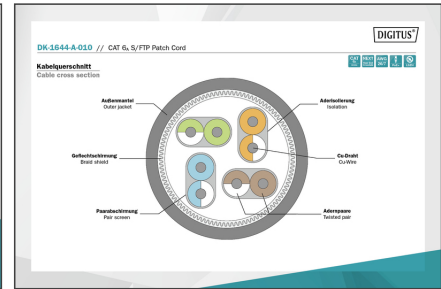 DIGITUS®
DK-1644-A-010 // CAT 6A S/FTP Patch Cord
Kabelquerschnitt
Cable cross section
Außenmantel
Outer jacket
Aderisolierung
Isolation
Geflechtschirmung
Braid shield
Cu-Draht
Cu-Wire
Paarabschirmung
Pair screen
Adernpaare
Twisted pair